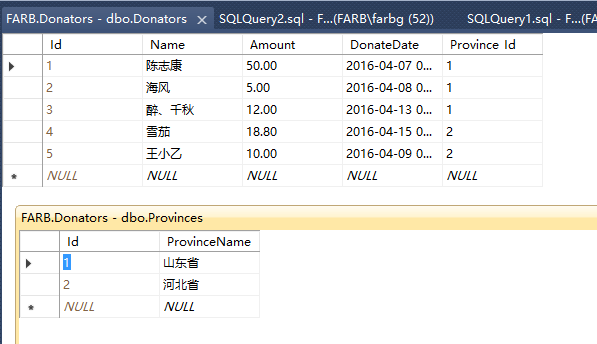 FARB.Donators - dbo.Donators × SQLQuery2.sql - F...(FARB\farbg (52)) SQLQuery1.sql - F...(FA
Id Name Amount DonateDate Province Id
1 陈志康 50.00 2016-04-07 0... 1
2 海风 5.00 2016-04-08 0... 1
3 醉、千秋 12.00 2016-04-13 0... 1
4 雪茄 18.80 2016-04-15 0... 2
5 王小乙 10.00 2016-04-09 0... 2
NULL NULL NULL NULL NULL
FARB.Donators - dbo.Provinces
Id ProvinceName
1 山东省
2 河北省
NULL NULL